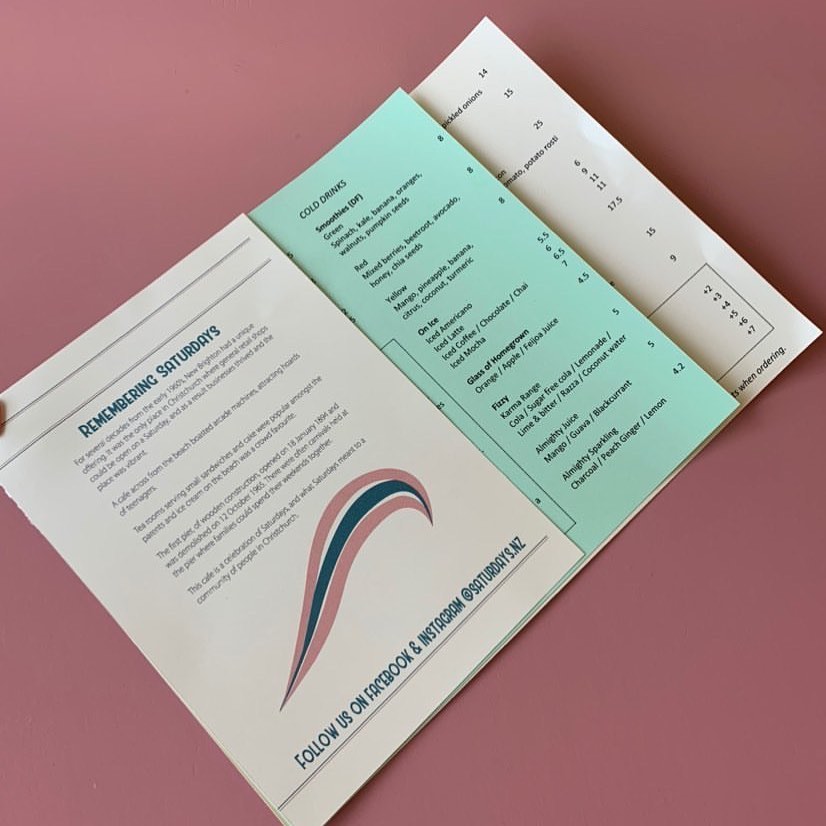 REMEMBERING SATURDAYS
For several decades from the early 1960's, New Brighton had a unique
offering. It was the only place in Christchurch where general retail shops
could be open on a Saturday, and as a result businesses thrived and the
place was vibrant.
A cafe across from the beach boasted arcade machines, attracting hoards
of teenagers.
Tea rooms serving small sandwiches and cake were popular amongst the
parents and ice cream on the beach was a crowd favourite.
The first pier, of wooden construction, opened on 18 January 1894 and
was demolished on 12 October 1965. There were often carnivals held at
the pier where families could spend their weekends together.
This cafe is a celebration of Saturdays, and what Saturdays meant to a
community of people in Christchurch.
FOLLOW US ON FACEBOOK & INSTAGRAM @SATURDAYS.NZ
COLD DRINKS
Smoothies (DF)
Green 8
Spinach, kale, banana, oranges,
walnuts, pumpkin seeds
Red 8
Mixed berries, beetroot, avocado,
honey, chia seeds
Yellow 8
Mango, pineapple, banana,
citrus, coconut, turmeric
On Ice
Iced Americano 5.5
Iced Latte 6
Iced Coffee / Chocolate / Chai 6.5
Iced Mocha 7
Glass of Homegrown 4.5
Orange / Apple / Feijoa Juice
Fizzy
Karma Range 5
Cola / Sugar free cola / Lemonade /
Lime & bitter / Razza / Coconut water
Almighty Juice 5
Mango / Guava / Blackcurrant
Almighty Sparkling 4.2
Charcoal / Peach Ginger / Lemon
14
pickled onions
15
25
potato rosti
6
9
11
11
17.5
15
9
+2
+3
+4
+5
+6
+7
when ordering.